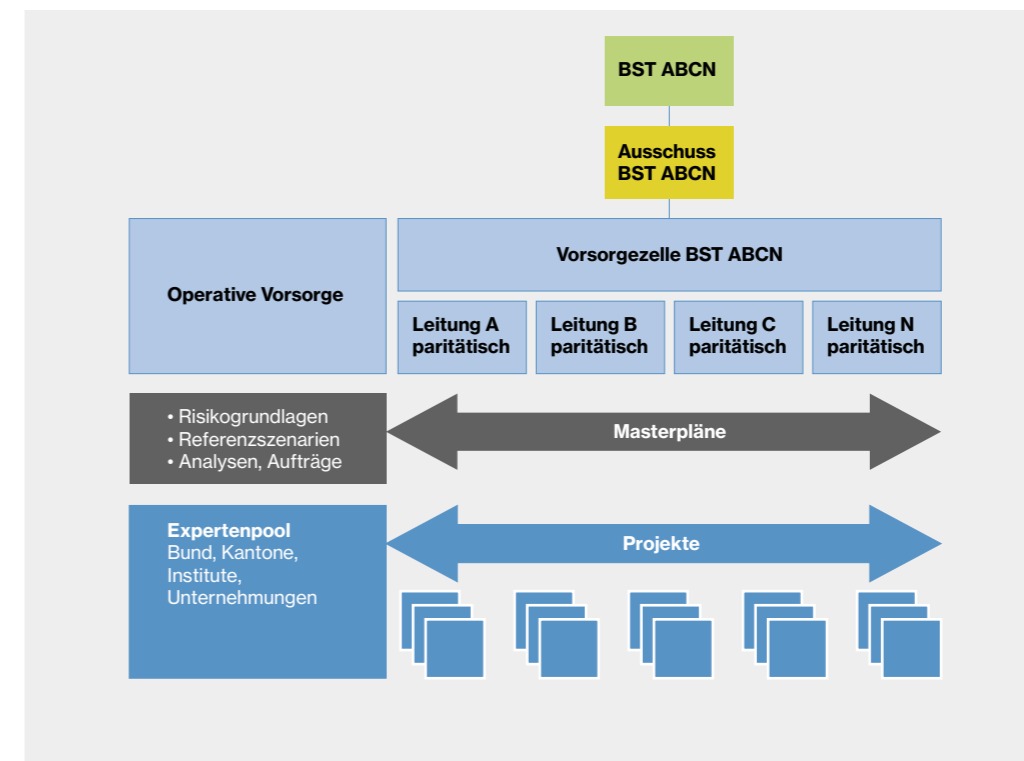 BST ABCN
Ausschuss
BST ABCN
Operative Vorsorge
Vorsorgezelle BST ABCN
Leitung A
paritätisch
Leitung B
paritätisch
Leitung C
paritätisch
Leitung N
paritätisch
• Risikogrundlagen
• Referenzszenarien
• Analysen, Aufträge
Masterpläne
Expertenpool
Bund, Kantone,
Institute,
Unternehmungen
Projekte